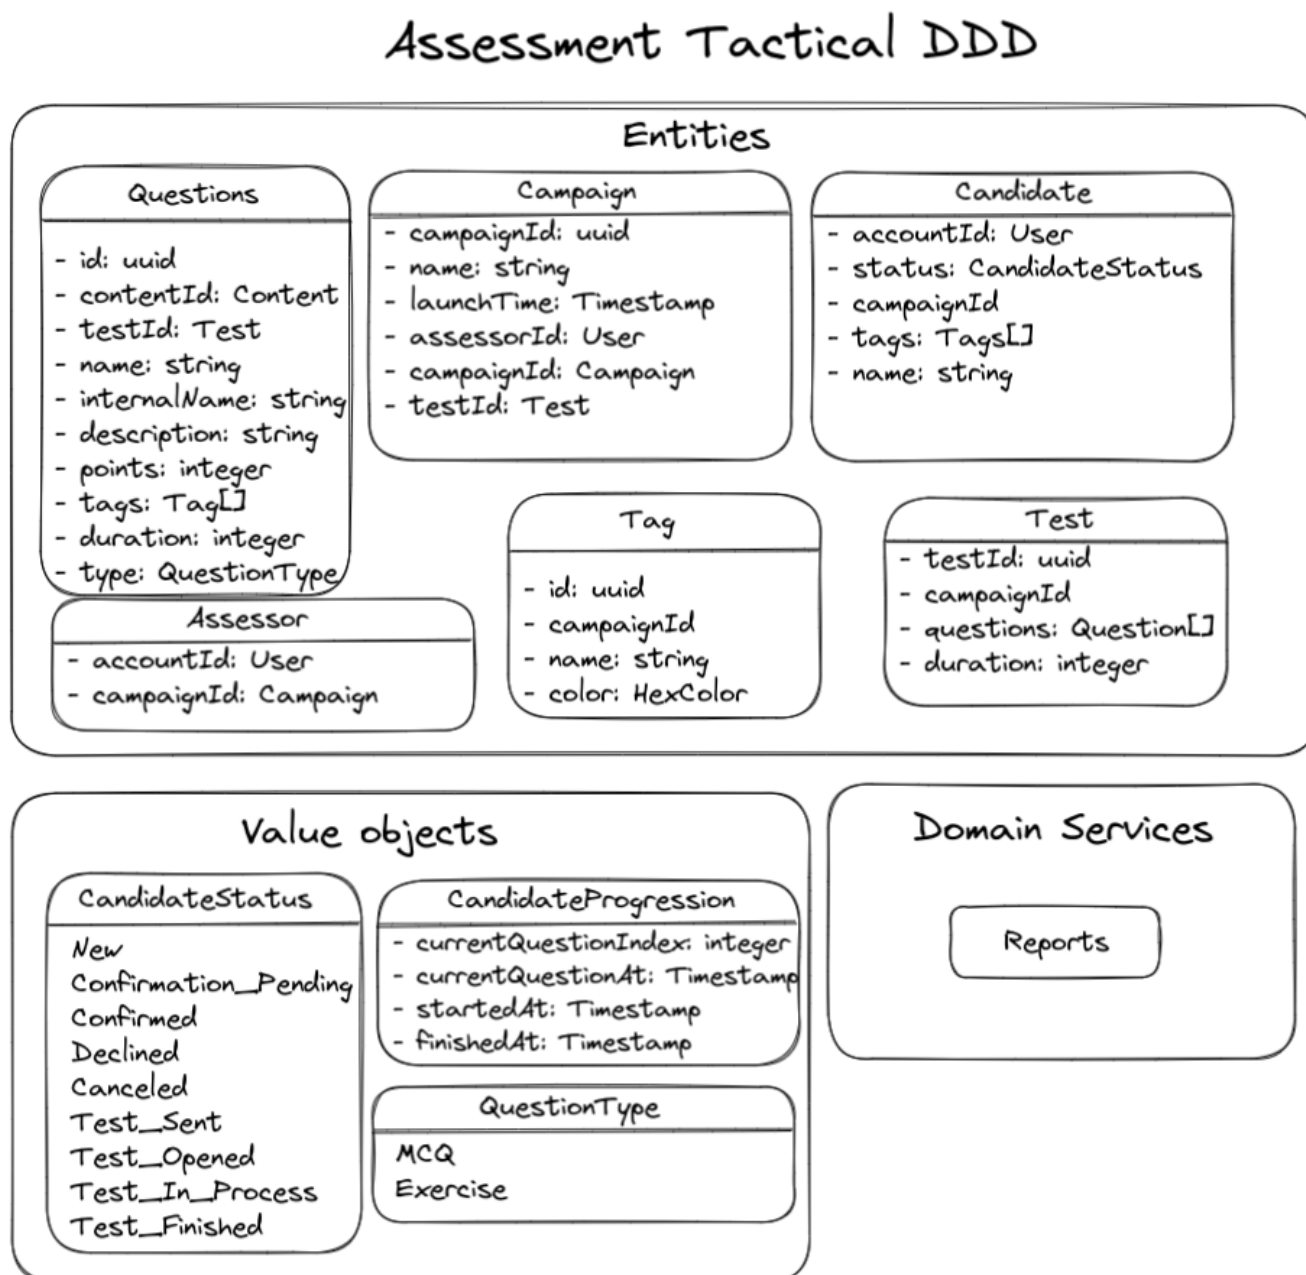 Assessment Tactical DDD
Entities
Questions
- id: uuid
- contentId: Content
- testId: Test
- name: string
- internalName: string
- description: string
- points: integer
- tags: Tag[]
- duration: integer
- type: QuestionType
Campaign
- campaignId: uuid
- name: string
- launchTime: Timestamp
- assessorId: User
- campaignId: Campaign
- testId: Test
Candidate
- accountId: User
- status: CandidateStatus
- campaignId
- tags: Tags[]
- name: string
Assessor
- accountId: User
- campaignId: Campaign
Tag
- id: uuid
- campaignId
- name: string
- color: HexColor
Test
- testId: uuid
- campaignId
- questions: Question[]
- duration: integer
Value objects
CandidateStatus
New
Confirmation_Pending
Confirmed
Declined
Canceled
Test_Sent
Test_Opened
Test_In_Process
Test_Finished
CandidateProgression
- currentQuestionIndex: integer
- currentQuestionAt: Timestamp
- startedAt: Timestamp
- finishedAt: Timestamp
QuestionType
MCQ
Exercise
Domain Services
Reports